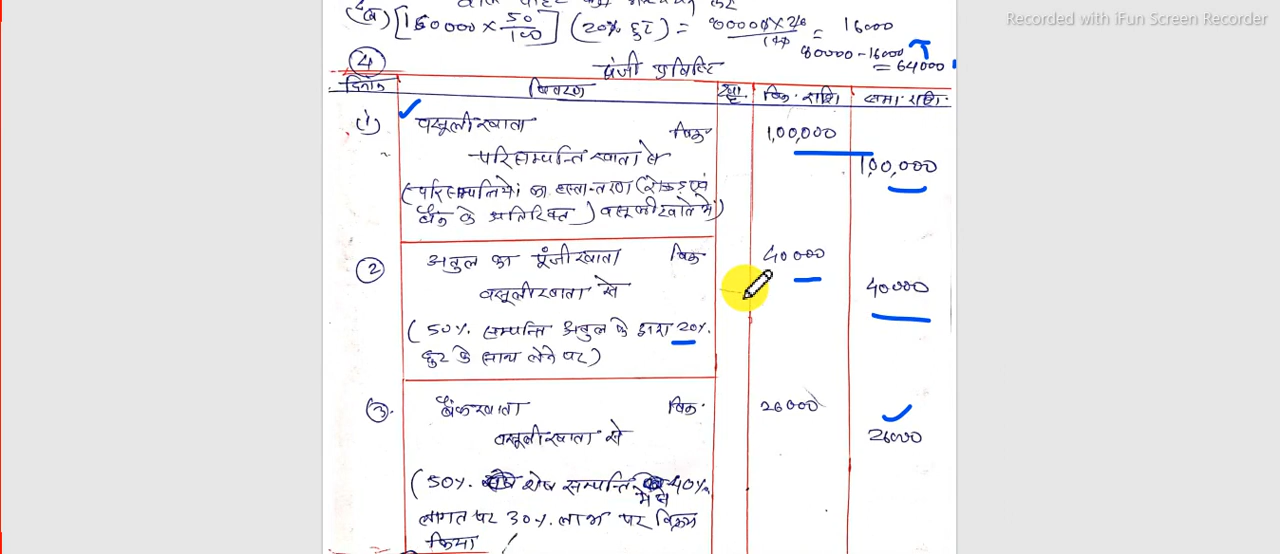 Recorded with iFun Screen Recorder
(ब) [160000 × 50/100] (20% छुट) = 80000 × 20/100 = 16000
80000 - 16000
= 64000
④ पंजी प्रविष्टि
दिनांक विवरण विक. राशि जमा. राशि.
(1) वसूली खाता विक. 1,00,000
परिसम्पत्ति खाता से 1,00,000
(परिसम्पत्तियों का हस्तान्तरण (रोकड़ एवं
बैंक के अतिरिक्त) वसूली खाते में)
② अतुल का पूंजी खाता विक 40000
वसूली खाता से 40000
(50%. सम्पत्ति अतुल के द्वारा 20%.
छुट के साथ लेने पर)
③. बैंक खाता विक. 26000
वसूली खाता से 26000
(50%. शेष सम्पत्ति में से 40%
लागत पर 30%. लाभ पर विक्रय
किया